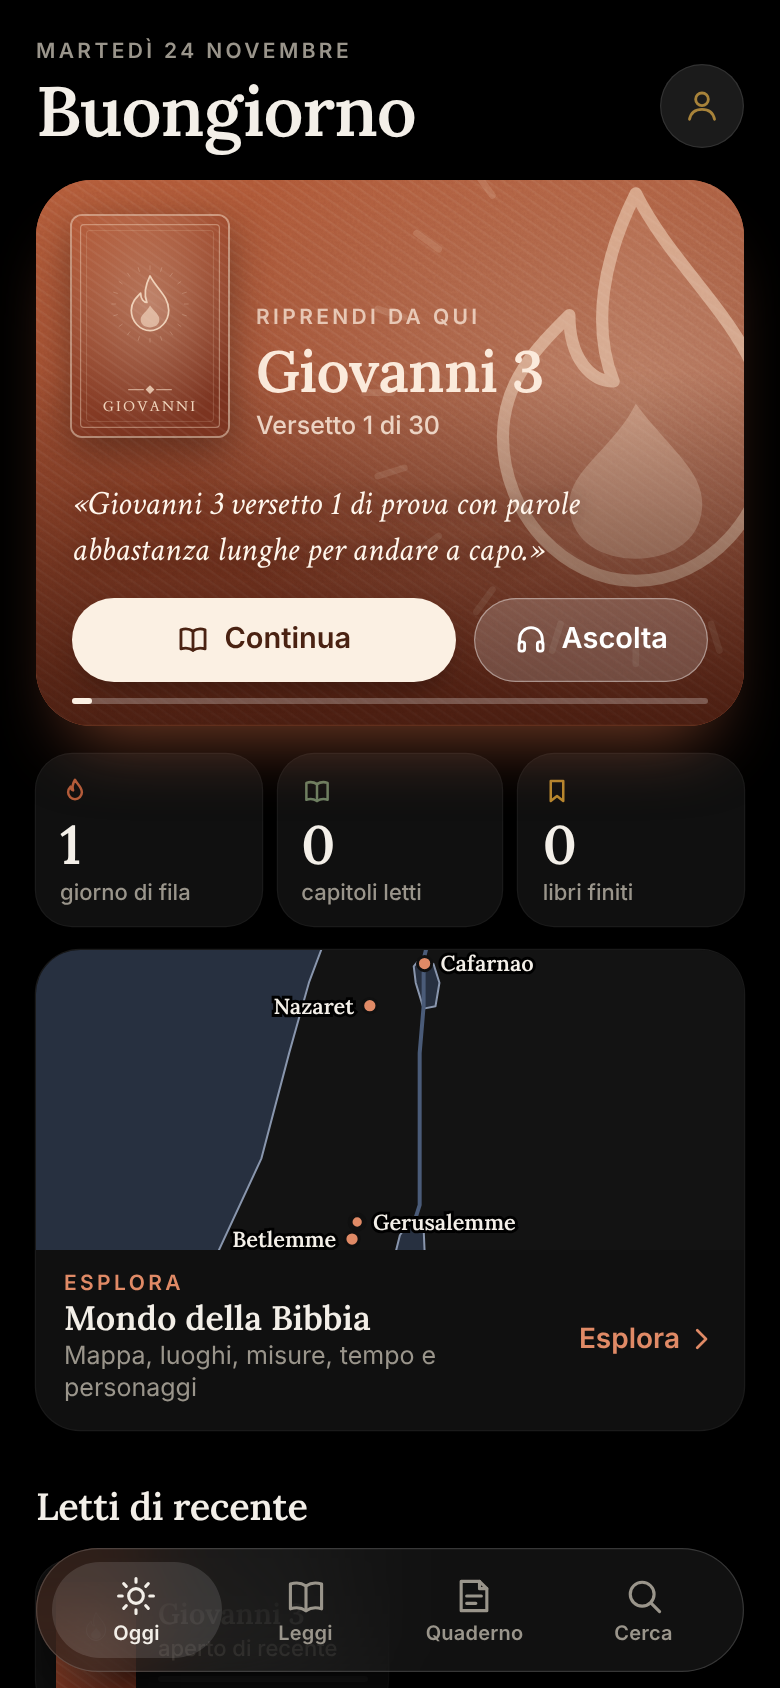 MARTEDÌ 24 NOVEMBRE
Buongiorno
GIOVANNI
RIPRENDI DA QUI
Giovanni 3
Versetto 1 di 30
«Giovanni 3 versetto 1 di prova con parole
abbastanza lunghe per andare a capo.»
Continua
Ascolta
1
giorno di fila
0
capitoli letti
0
libri finiti
Cafarnao
Nazaret
Gerusalemme
Betlemme
ESPLORA
Mondo della Bibbia
Mappa, luoghi, misure, tempo e
personaggi
Esplora
Letti di recente
Giovanni 3
aperto di recente
Oggi
Leggi
Quaderno
Cerca